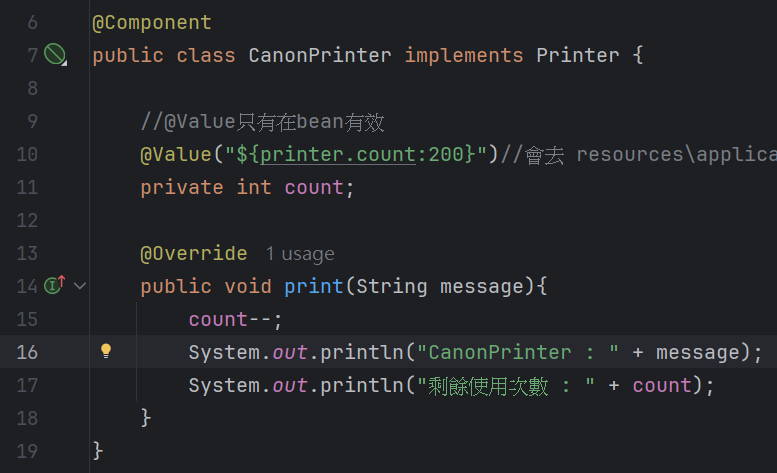 6 @Component
7 public class CanonPrinter implements Printer {
8
9 //@Value只有在bean有效
10 @Value("${printer.count:200}")//會去 resources\applica
11 private int count;
12
13 @Override 1 usage
14 public void print(String message){
15 count--;
16 System.out.println("CanonPrinter : " + message);
17 System.out.println("剩餘使用次數 : " + count);
18 }
19 }